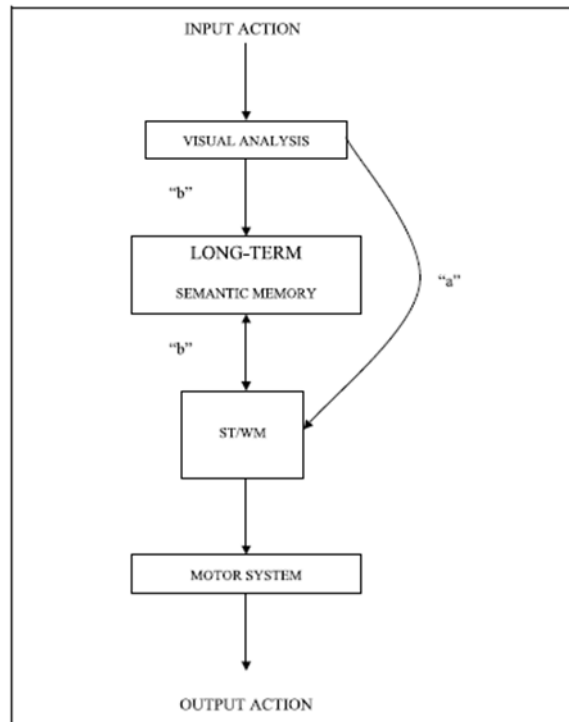 INPUT ACTION
VISUAL ANALYSIS
“b”
LONG-TERM
SEMANTIC MEMORY
“a”
“b”
ST/WM
MOTOR SYSTEM
OUTPUT ACTION